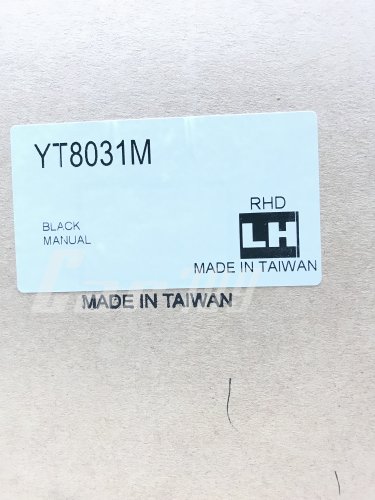 YT8031M
BLACK
MANUAL
RHD
LH
MADE IN TAIWAN
MADE IN TAIWAN